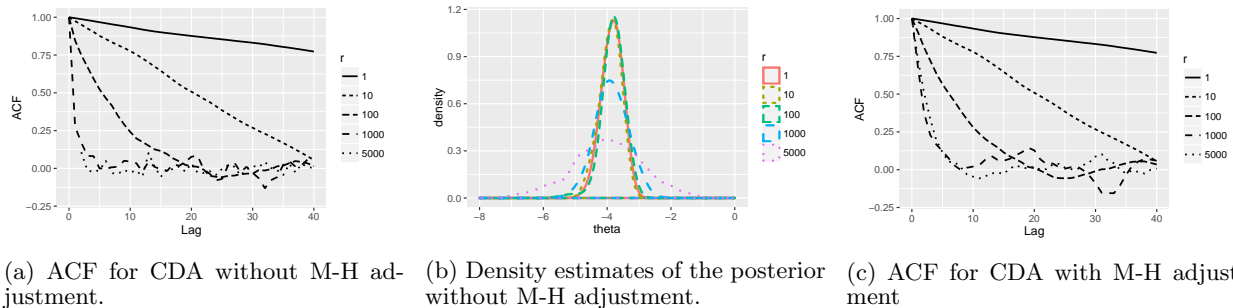 1.00
0.75
0.50
0.25
0.00
−0.25
ACF
0 10 20 30 40
Lag
r
1
10
100
1000
5000
1.2
0.9
0.6
0.3
0.0
density
−8 −6 −4 −2 0
theta
r
1
10
100
1000
5000
1.00
0.75
0.50
0.25
0.00
−0.25
ACF
0 10 20 30 40
Lag
r
1
10
100
1000
5000
(a) ACF for CDA without M-H ad-
justment.
(b) Density estimates of the posterior
without M-H adjustment.
(c) ACF for CDA with M-H adjust
ment